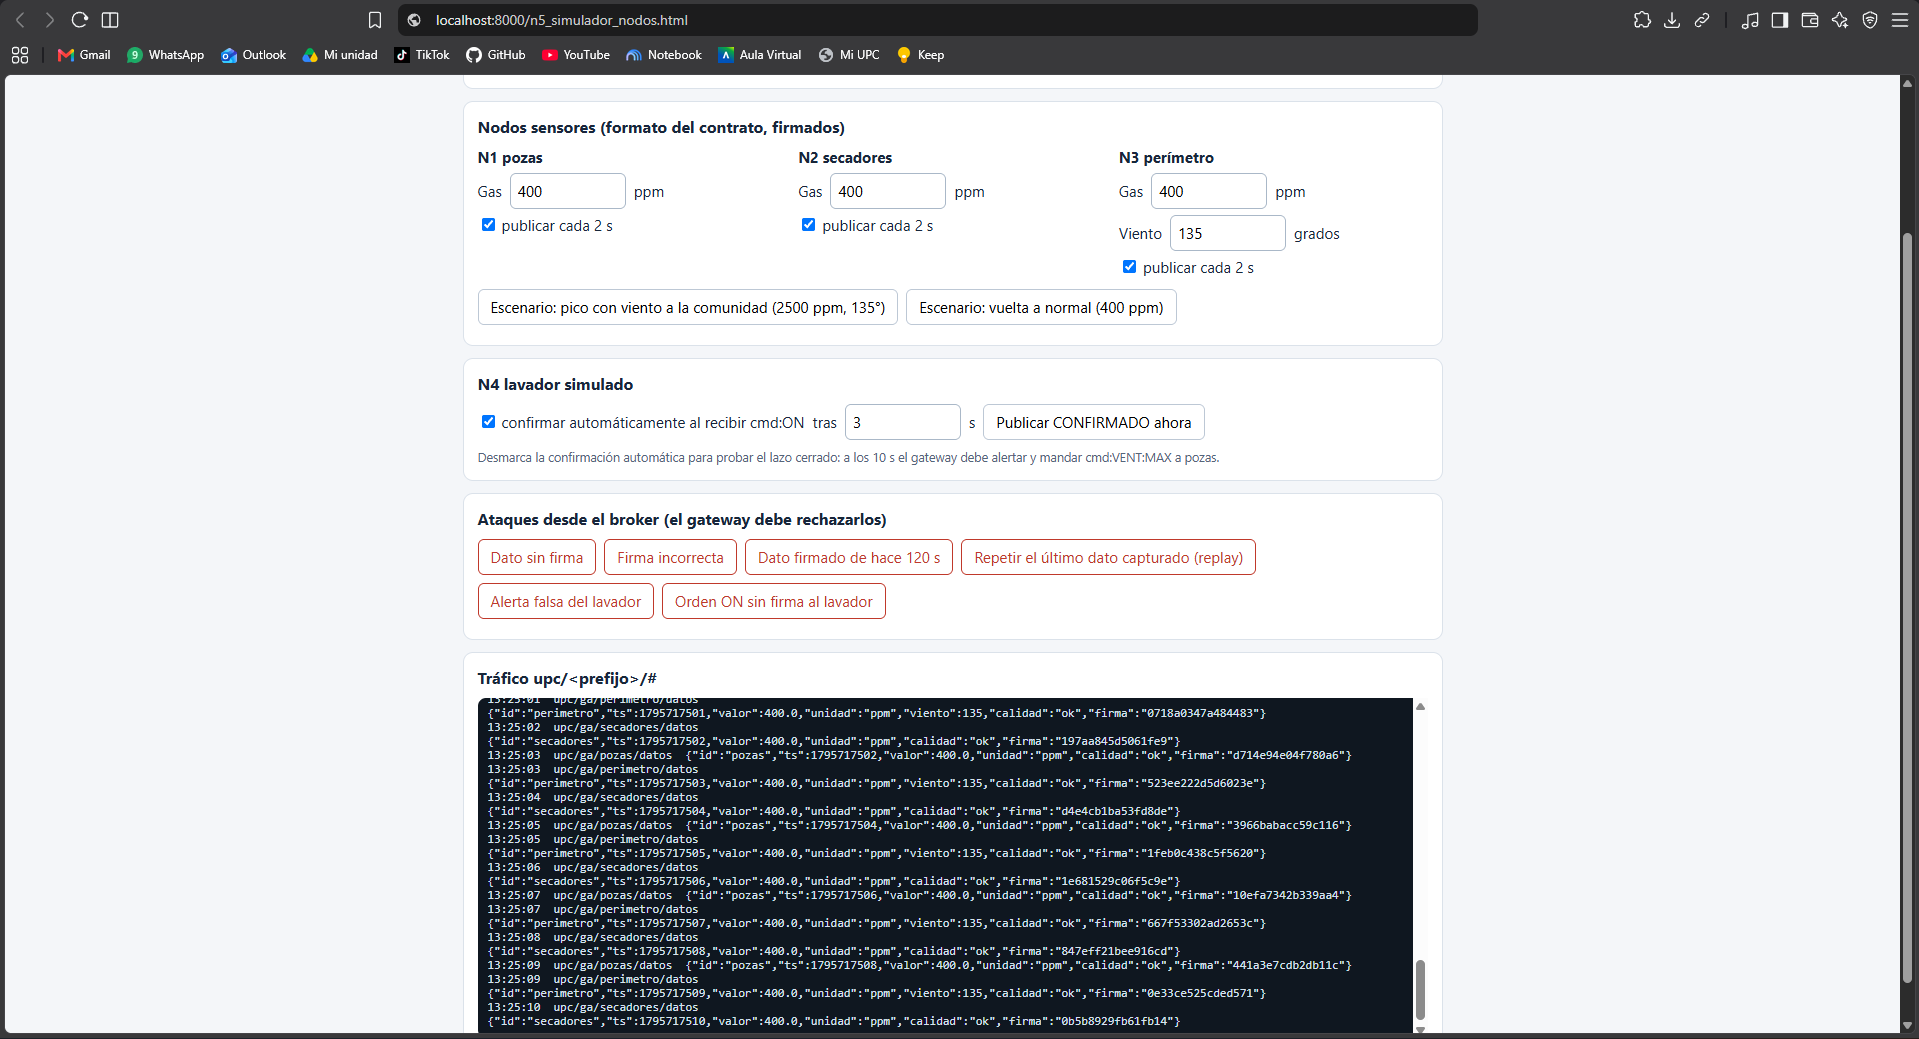 localhost:8000/n5_simulador_nodos.html
Gmail WhatsApp Outlook Mi unidad TikTok GitHub YouTube Notebook Aula Virtual Mi UPC Keep
Nodos sensores (formato del contrato, firmados)
N1 pozas N2 secadores N3 perímetro
Gas 400 ppm Gas 400 ppm Gas 400 ppm
publicar cada 2 s publicar cada 2 s
Viento 135 grados
publicar cada 2 s
Escenario: pico con viento a la comunidad (2500 ppm, 135°) Escenario: vuelta a normal (400 ppm)
N4 lavador simulado
confirmar automáticamente al recibir cmd:ON tras 3 s Publicar CONFIRMADO ahora
Desmarca la confirmación automática para probar el lazo cerrado: a los 10 s el gateway debe alertar y mandar cmd:VENT:MAX a pozas.
Ataques desde el broker (el gateway debe rechazarlos)
Dato sin firma Firma incorrecta Dato firmado de hace 120 s Repetir el último dato capturado (replay)
Alerta falsa del lavador Orden ON sin firma al lavador
Tráfico upc/<prefijo>/#
13:25:01 upc/ga/perimetro/datos
{"id":"perimetro","ts":1795717501,"valor":400.0,"unidad":"ppm","viento":135,"calidad":"ok","firma":"0718a0347a484483"}
13:25:02 upc/ga/secadores/datos
{"id":"secadores","ts":1795717502,"valor":400.0,"unidad":"ppm","calidad":"ok","firma":"197aa845d5061fe9"}
13:25:03 upc/ga/pozas/datos {"id":"pozas","ts":1795717502,"valor":400.0,"unidad":"ppm","calidad":"ok","firma":"d714e94e04f780a6"}
13:25:03 upc/ga/perimetro/datos
{"id":"perimetro","ts":1795717503,"valor":400.0,"unidad":"ppm","viento":135,"calidad":"ok","firma":"523ee222d5d6023e"}
13:25:04 upc/ga/secadores/datos
{"id":"secadores","ts":1795717504,"valor":400.0,"unidad":"ppm","calidad":"ok","firma":"d4e4cb1ba53fd8de"}
13:25:05 upc/ga/pozas/datos {"id":"pozas","ts":1795717504,"valor":400.0,"unidad":"ppm","calidad":"ok","firma":"3966babacc59c116"}
13:25:05 upc/ga/perimetro/datos
{"id":"perimetro","ts":1795717505,"valor":400.0,"unidad":"ppm","viento":135,"calidad":"ok","firma":"1feb0c438c5f5620"}
13:25:06 upc/ga/secadores/datos
{"id":"secadores","ts":1795717506,"valor":400.0,"unidad":"ppm","calidad":"ok","firma":"1e681529c06f5c9e"}
13:25:07 upc/ga/pozas/datos {"id":"pozas","ts":1795717506,"valor":400.0,"unidad":"ppm","calidad":"ok","firma":"10efa7342b339aa4"}
13:25:07 upc/ga/perimetro/datos
{"id":"perimetro","ts":1795717507,"valor":400.0,"unidad":"ppm","viento":135,"calidad":"ok","firma":"667f53302ad2653c"}
13:25:08 upc/ga/secadores/datos
{"id":"secadores","ts":1795717508,"valor":400.0,"unidad":"ppm","calidad":"ok","firma":"847eff21bee916cd"}
13:25:09 upc/ga/pozas/datos {"id":"pozas","ts":1795717508,"valor":400.0,"unidad":"ppm","calidad":"ok","firma":"441a3e7cdb2db11c"}
13:25:09 upc/ga/perimetro/datos
{"id":"perimetro","ts":1795717509,"valor":400.0,"unidad":"ppm","viento":135,"calidad":"ok","firma":"0e33ce525cded571"}
13:25:10 upc/ga/secadores/datos
{"id":"secadores","ts":1795717510,"valor":400.0,"unidad":"ppm","calidad":"ok","firma":"0b5b8929fb61fb14"}